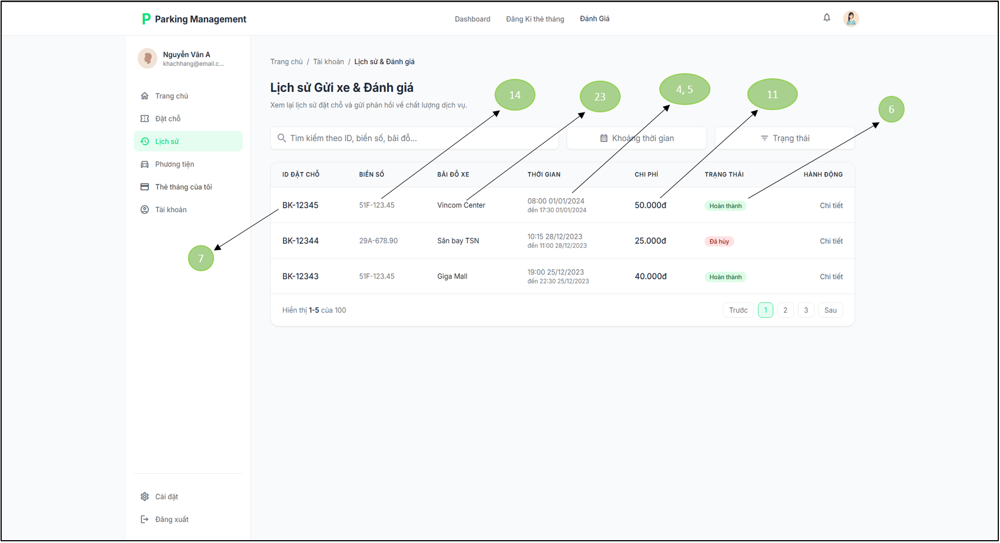 P Parking Management
Dashboard
Đăng Kí thẻ tháng
Đánh Giá
Nguyễn Văn A
khachhang@email.c...
Trang chủ
Đặt chỗ
Lịch sử
Phương tiện
Thẻ tháng của tôi
Tài khoản
Cài đặt
Đăng xuất
Trang chủ / Tài khoản / Lịch sử & Đánh giá
Lịch sử Gửi xe & Đánh giá
Xem lại lịch sử đặt chỗ và gửi phản hồi về chất lượng dịch vụ.
14
23
4, 5
11
6
7
Tìm kiếm theo ID, biển số, bãi đỗ...
Khoảng thời gian
Trạng thái
ID ĐẶT CHỖ BIỂN SỐ BÃI ĐỖ XE THỜI GIAN CHI PHÍ TRẠNG THÁI HÀNH ĐỘNG
BK-12345 51F-123.45 Vincom Center 08:00 01/01/2024 50.000đ Hoàn thành Chi tiết
đến 17:30 01/01/2024
BK-12344 29A-678.90 Sân bay TSN 10:15 28/12/2023 25.000đ Đã hủy Chi tiết
đến 11:00 28/12/2023
BK-12343 51F-123.45 Giga Mall 19:00 25/12/2023 40.000đ Hoàn thành Chi tiết
đến 22:30 25/12/2023
Hiển thị 1-5 của 100
Trước 1 2 3 Sau